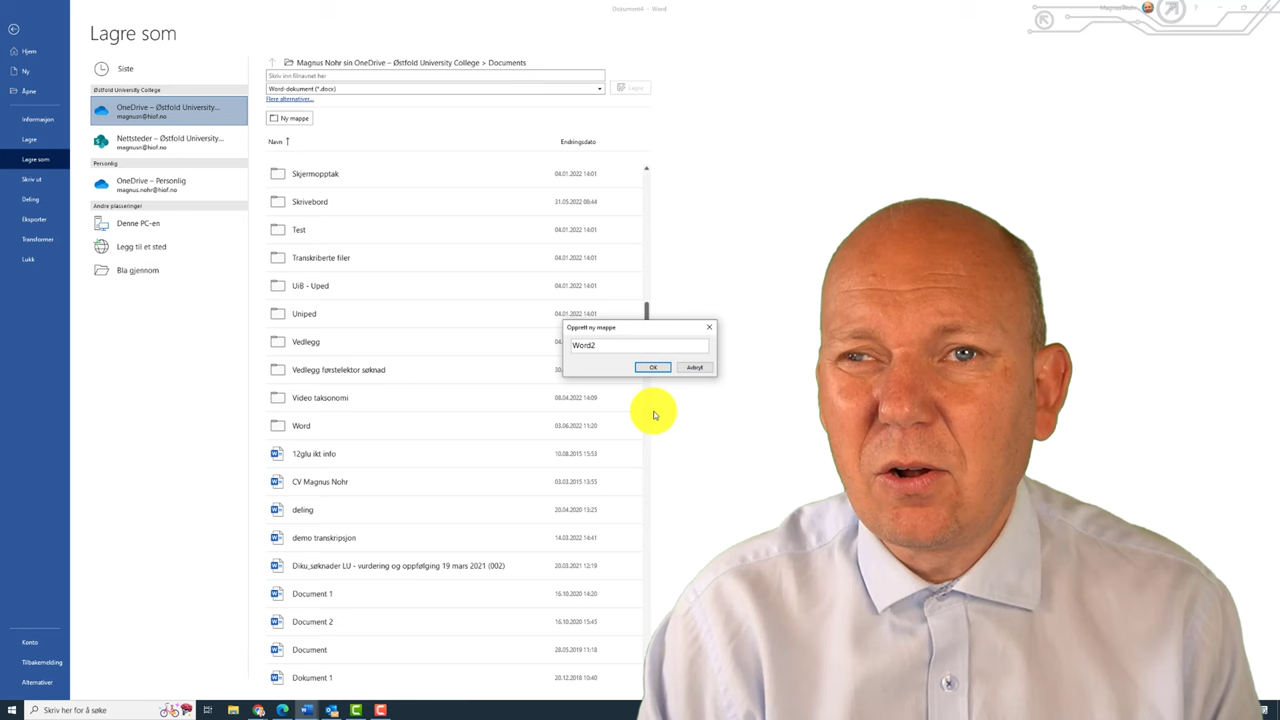 Dokument4 - Word
Magnus Nohr
Lagre som
Hjem
Ny
Åpne
Informasjon
Lagre
Lagre som
Skriv ut
Deling
Eksporter
Transformer
Lukk
Konto
Tilbakemelding
Alternativer
Siste
Østfold University College
OneDrive – Østfold University...
magnusn@hiof.no
Nettsteder – Østfold University...
magnusn@hiof.no
Personlig
OneDrive – Personlig
magnus.nohr@hiof.no
Andre plasseringer
Denne PC-en
Legg til et sted
Bla gjennom
Magnus Nohr sin OneDrive – Østfold University College > Documents
Skriv inn filnavnet her
Word-dokument (*.docx)
Lagre
Flere alternativer...
Ny mappe
Navn ↑ Endringsdato
Skjermopptak 04.01.2022 14:01
Skrivebord 31.05.2022 08:44
Test 04.01.2022 14:01
Transkriberte filer 04.01.2022 14:01
UiB - Uped 04.01.2022 14:01
Uniped 04.01.2022 14:01
Vedlegg
Vedlegg førstelektor søknad
Video taksonomi 08.04.2022 14:09
Word 03.06.2022 11:20
12glu ikt info 10.08.2015 15:53
CV Magnus Nohr 03.03.2015 13:55
deling 20.04.2020 13:25
demo transkripsjon 14.03.2022 14:41
Diku_søknader LU - vurdering og oppfølging 19 mars 2021 (002) 20.03.2021 12:19
Document 1 16.10.2020 14:20
Document 2 16.10.2020 15:45
Document 28.05.2019 11:18
Dokument 1 20.12.2018 10:40
Opprett ny mappe
Word2
OK Avbryt
Skriv her for å søke